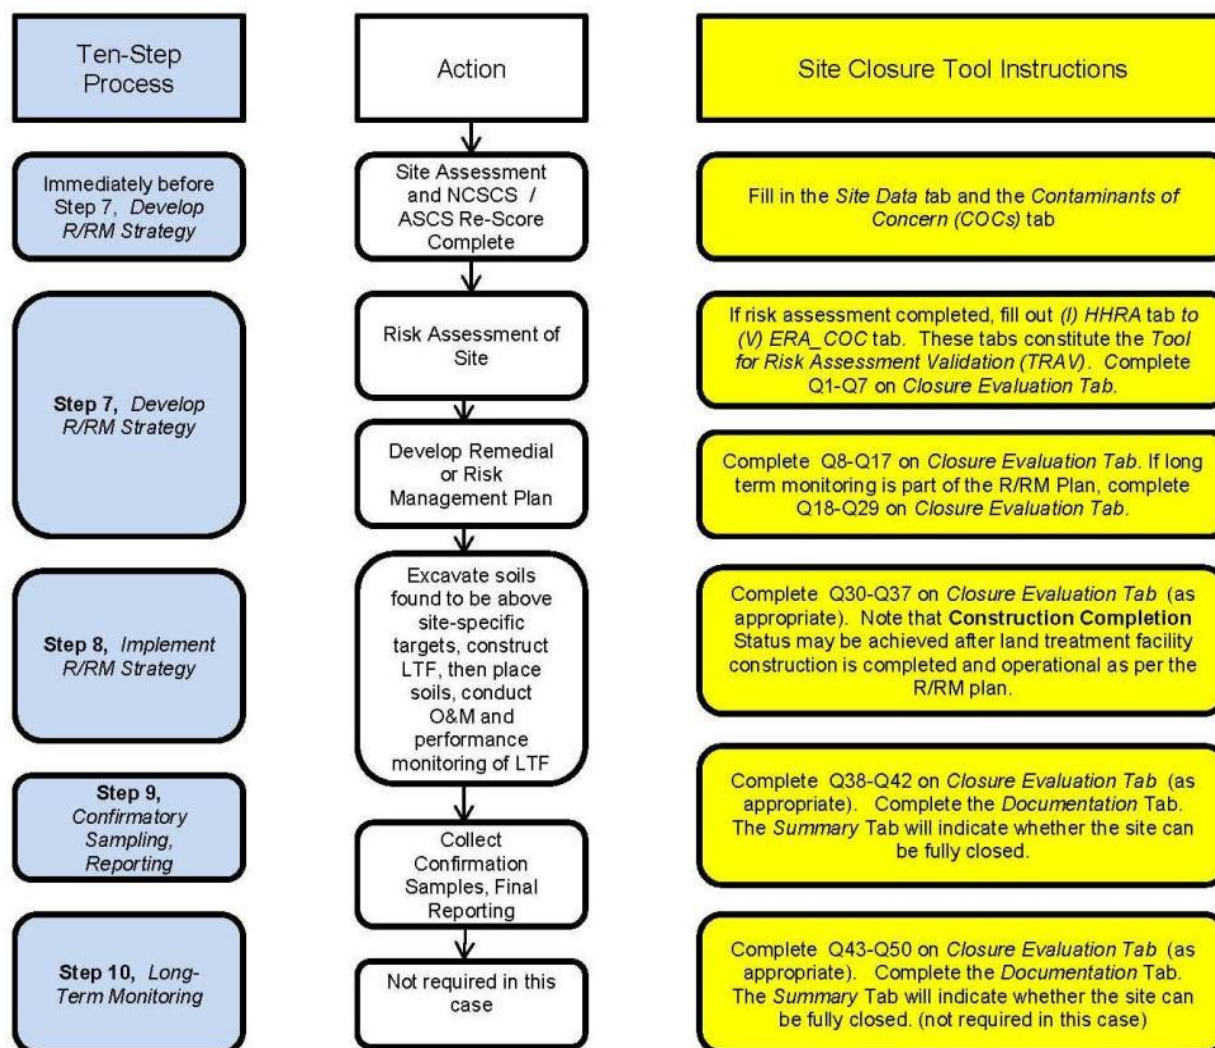 Ten-Step
Process
Action
Site Closure Tool Instructions
Immediately before
Step 7, Develop
R/RM Strategy
Site Assessment
and NCSCS /
ASCS Re-Score
Complete
Fill in the Site Data tab and the Contaminants of
Concern (COCs) tab
Step 7, Develop
R/RM Strategy
Risk Assessment of
Site
If risk assessment completed, fill out (I) HHRA tab to
(V) ERA_COC tab. These tabs constitute the Tool
for Risk Assessment Validation (TRAV). Complete
Q1-Q7 on Closure Evaluation Tab.
Develop Remedial
or Risk
Management Plan
Complete Q8-Q17 on Closure Evaluation Tab. If long
term monitoring is part of the R/RM Plan, complete
Q18-Q29 on Closure Evaluation Tab.
Step 8, Implement
R/RM Strategy
Excavate soils
found to be above
site-specific
targets, construct
LTF, then place
soils, conduct
O&M and
performance
monitoring of LTF
Complete Q30-Q37 on Closure Evaluation Tab (as
appropriate). Note that Construction Completion
Status may be achieved after land treatment facility
construction is completed and operational as per the
R/RM plan.
Step 9,
Confirmatory
Sampling,
Reporting
Collect
Confirmation
Samples, Final
Reporting
Complete Q38-Q42 on Closure Evaluation Tab (as
appropriate). Complete the Documentation Tab.
The Summary Tab will indicate whether the site can
be fully closed.
Step 10, Long-
Term Monitoring
Not required in this
case
Complete Q43-Q50 on Closure Evaluation Tab (as
appropriate). Complete the Documentation Tab.
The Summary Tab will indicate whether the site can
be fully closed. (not required in this case)